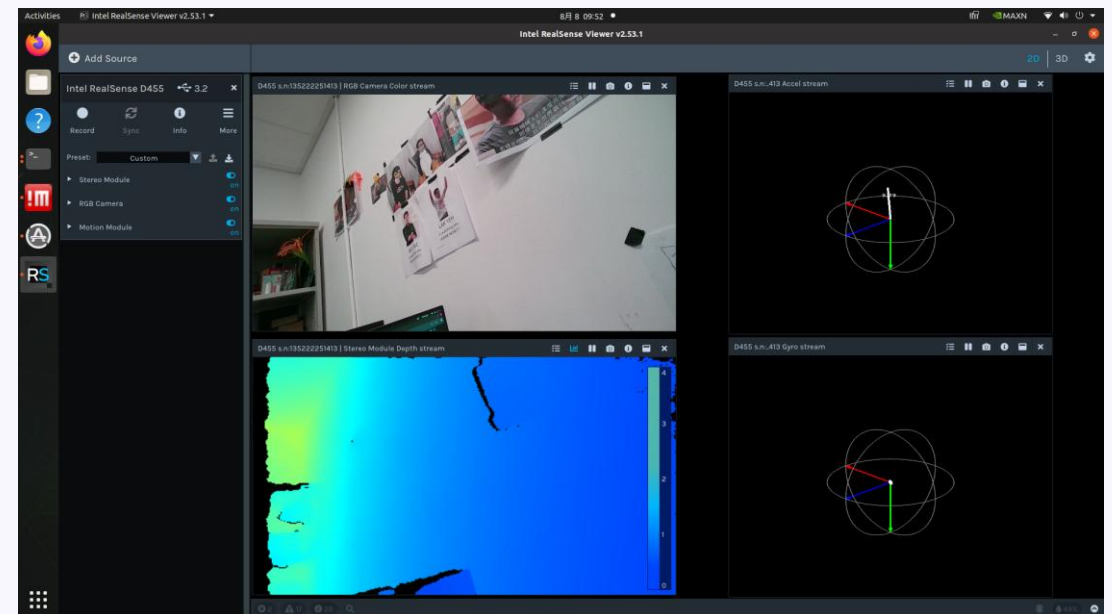 Activities
Intel RealSense Viewer v2.53.1
8月 8 09:52
MAXN
Intel RealSense Viewer v2.53.1
Add Source
2D
3D
Intel RealSense D455
3.2
Record
Sync
Info
More
Preset:
Custom
Stereo Module
on
RGB Camera
on
Motion Module
on
RS
D455 s.n:135222251413 | RGB Camera Color stream
D455 s.n:.413 Accel stream
D455 s.n:135222251413 | Stereo Module Depth stream
4
3
2
1
0
D455 s.n:.413 Gyro stream